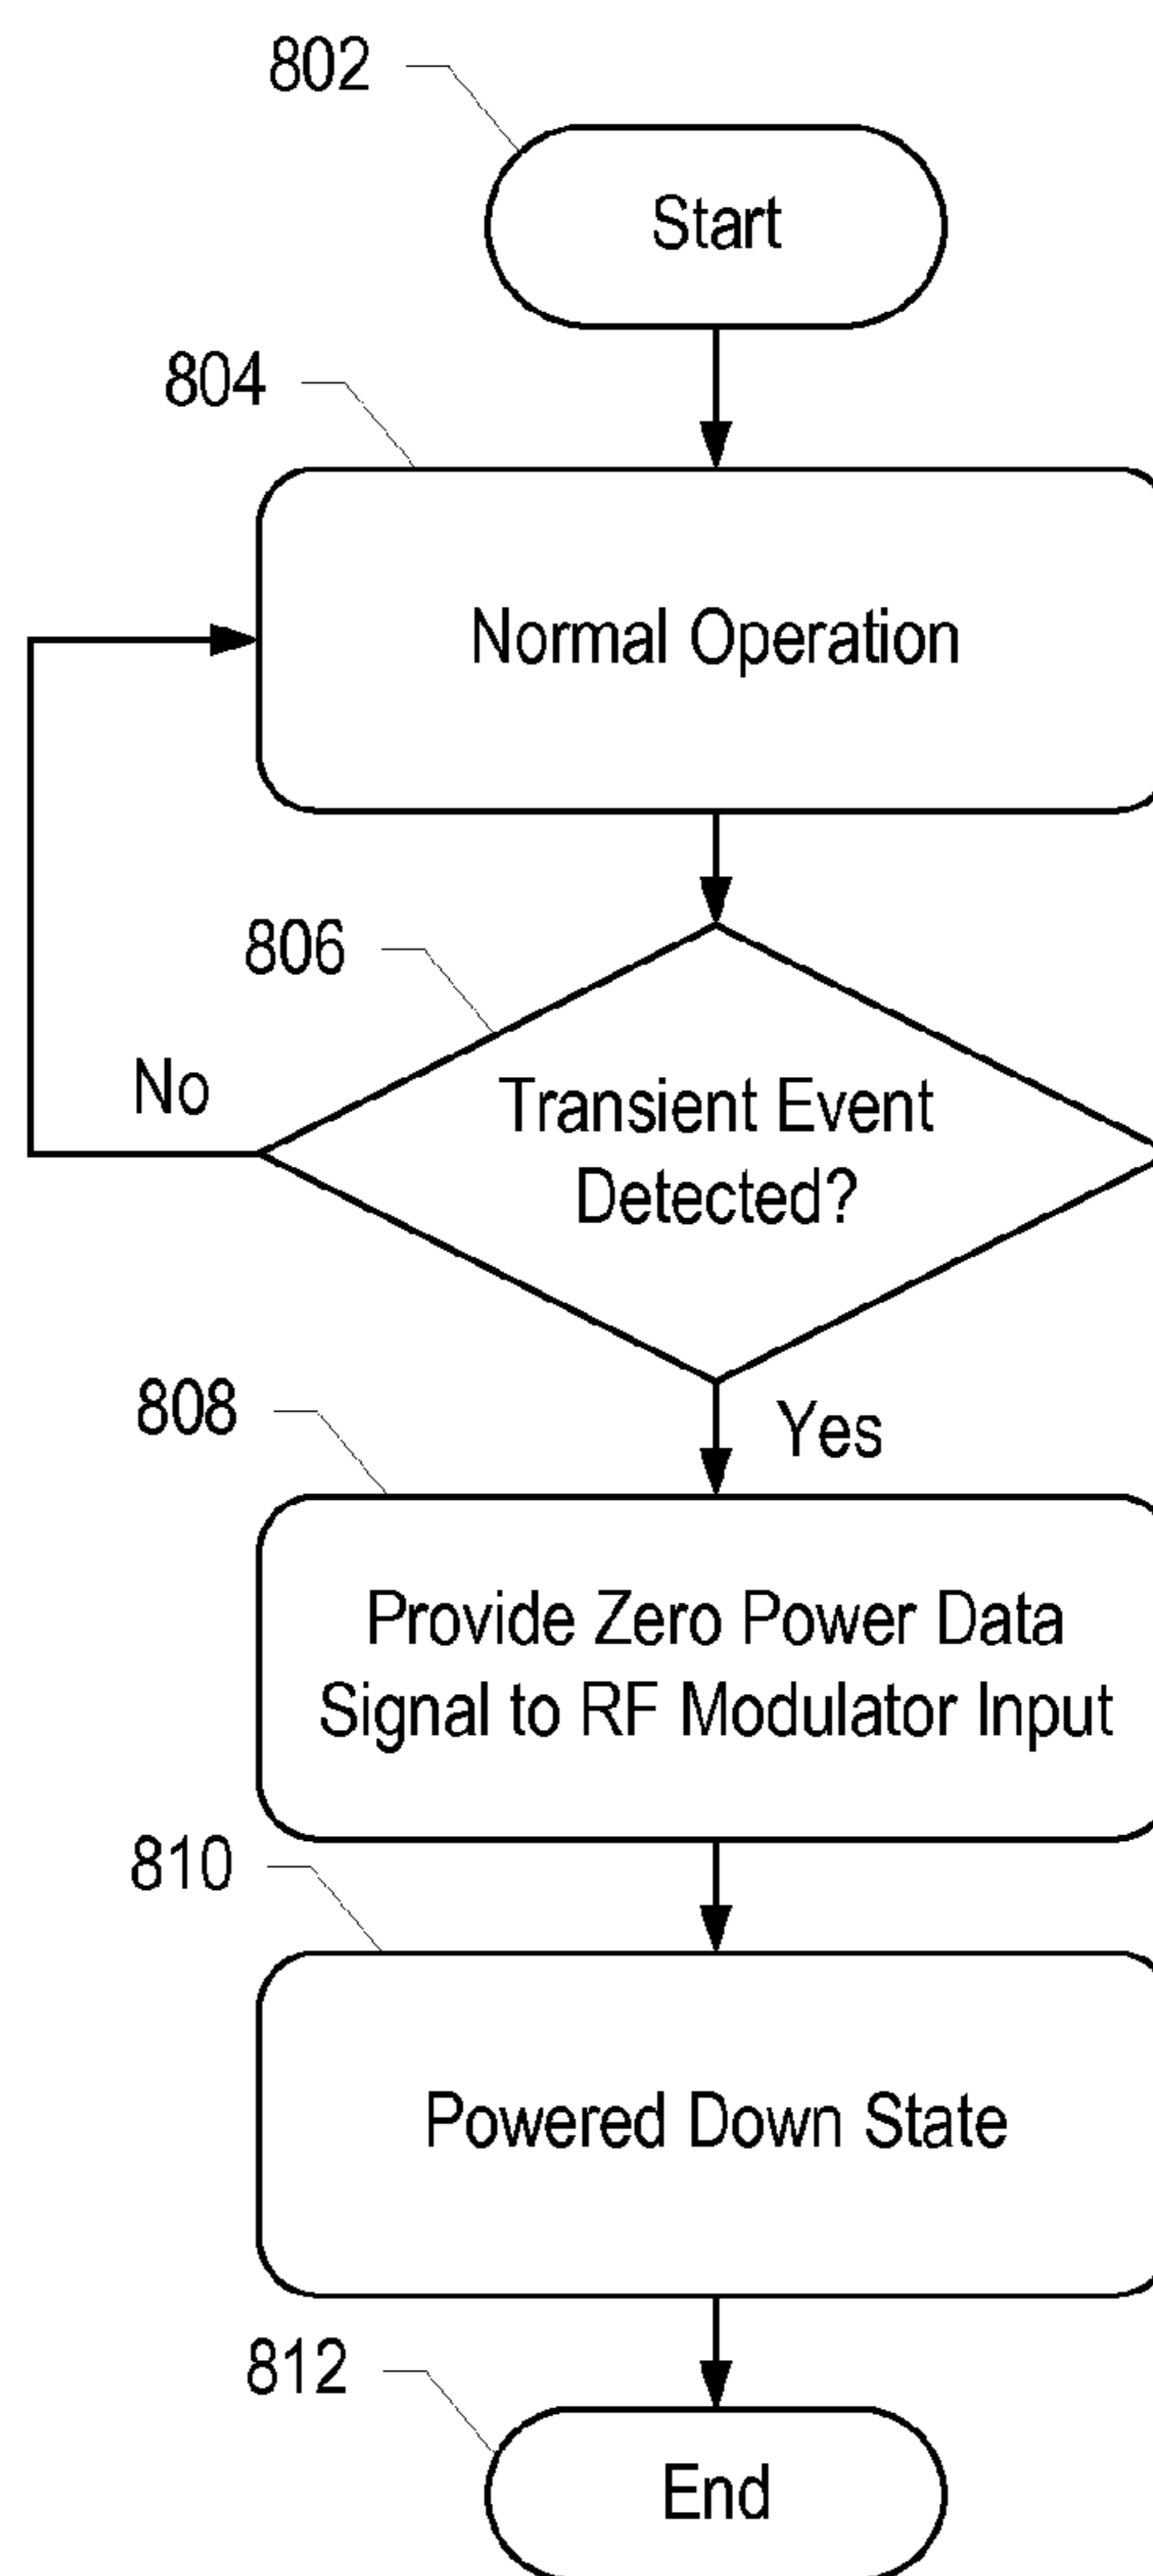 802
Start
804
Normal Operation
806
No
Transient Event
Detected?
808
Yes
Provide Zero Power Data
Signal to RF Modulator Input
810
Powered Down State
812
End